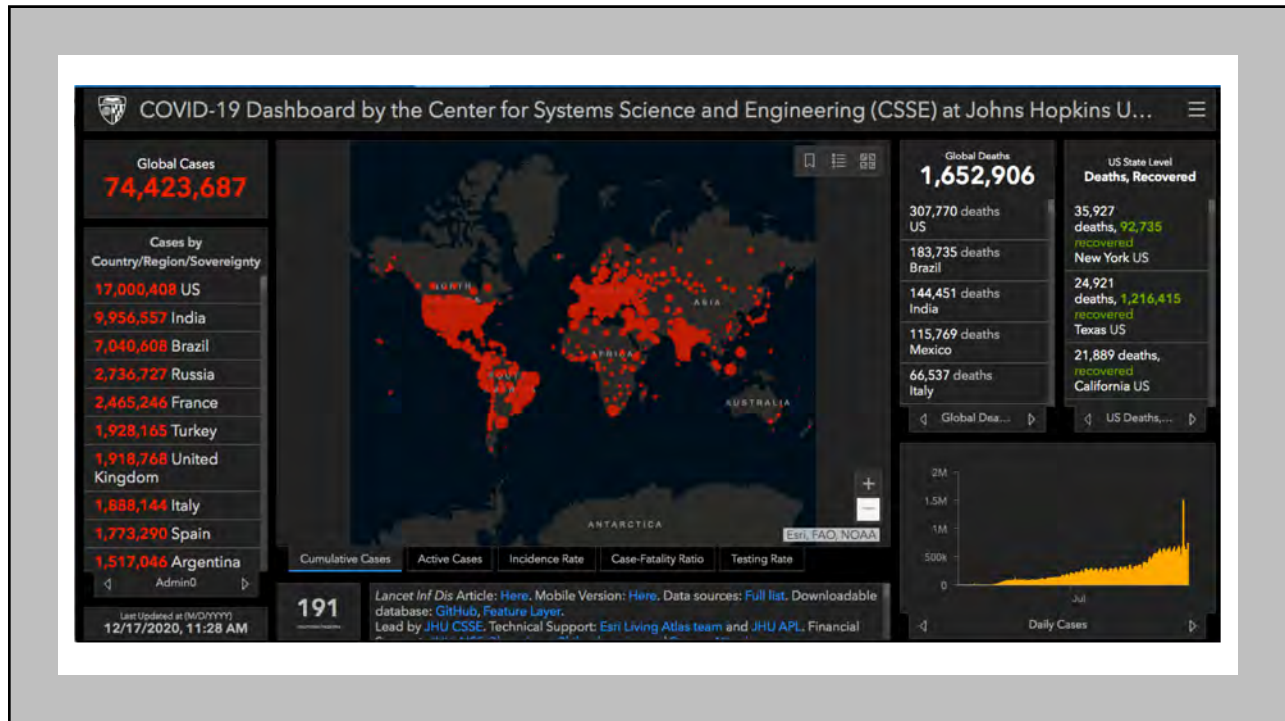 COVID-19 Dashboard by the Center for Systems Science and Engineering (CSSE) at Johns Hopkins U...
Global Cases
74,423,687
Cases by
Country/Region/Sovereignty
17,000,408 US
9,956,557 India
7,040,608 Brazil
2,736,727 Russia
2,465,246 France
1,928,165 Turkey
1,918,768 United
Kingdom
1,888,144 Italy
1,773,290 Spain
1,517,046 Argentina
Admin0
Last Updated at (M/D/YYYY)
12/17/2020, 11:28 AM
NORTH
ASIA
AFRICA
SOUTH
AUSTRALIA
ANTARCTICA
Esri, FAO, NOAA
Cumulative Cases
Active Cases
Incidence Rate
Case-Fatality Ratio
Testing Rate
191
Lancet Inf Dis Article: Here. Mobile Version: Here. Data sources: Full list. Downloadable
database: GitHub, Feature Layer.
Lead by JHU CSSE. Technical Support: Esri Living Atlas team and JHU APL. Financial
Global Deaths
1,652,906
307,770 deaths
US
183,735 deaths
Brazil
144,451 deaths
India
115,769 deaths
Mexico
66,537 deaths
Italy
Global Dea...
US State Level
Deaths, Recovered
35,927
deaths, 92,735
recovered
New York US
24,921
deaths, 1,216,415
recovered
Texas US
21,889 deaths,
recovered
California US
US Deaths,...
2M
1.5M
1M
500k
0
Jul
Daily Cases